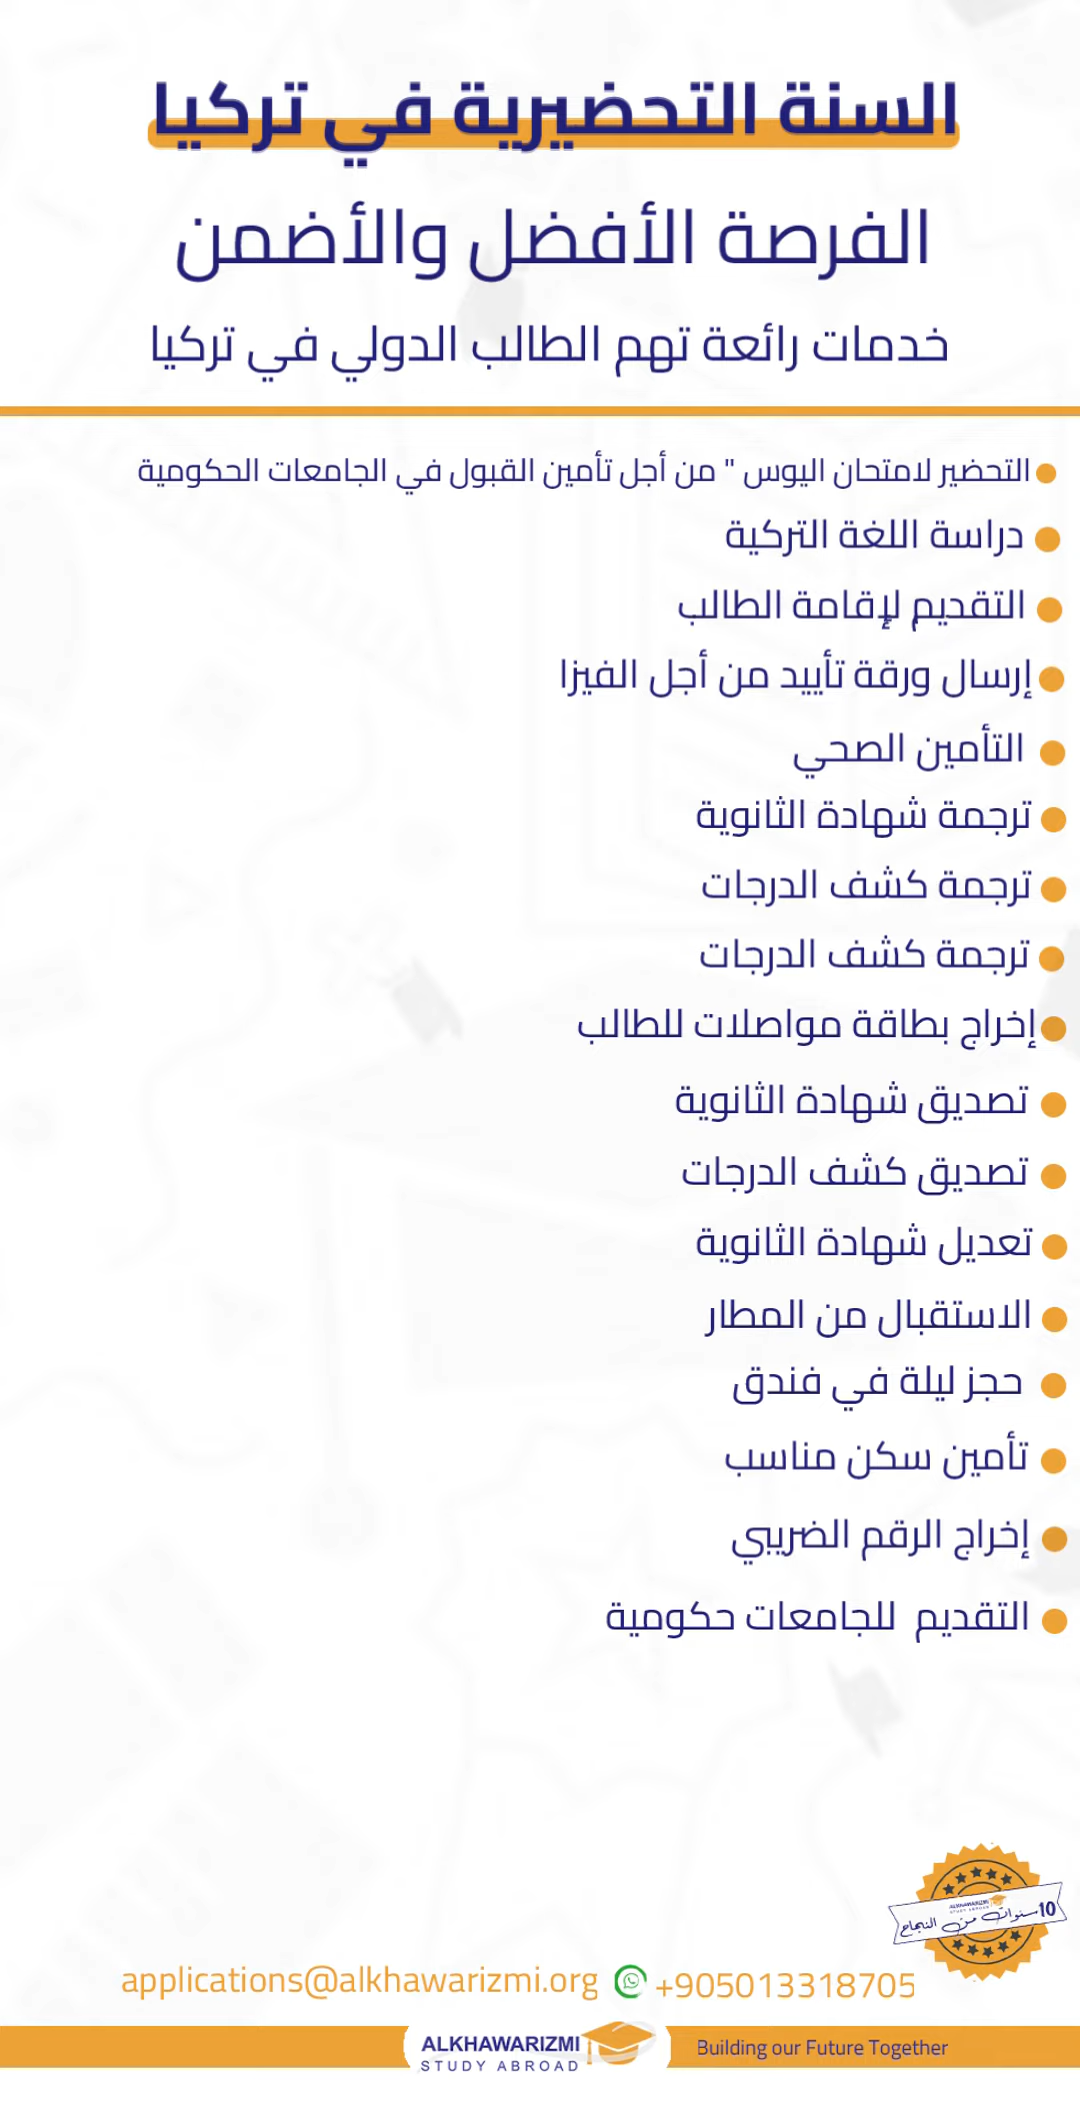 السنة التحضيرية في تركيا
الفرصة الأفضل والأضمن
خدمات رائعة تهم الطالب الدولي في تركيا
التحضير لامتحان اليوس " من أجل تأمين القبول في الجامعات الحكومية
دراسة اللغة التركية
التقديم لإقامة الطالب
إرسال ورقة تأييد من أجل الفيزا
التأمين الصحي
ترجمة شهادة الثانوية
ترجمة كشف الدرجات
ترجمة كشف الدرجات
إخراج بطاقة مواصلات للطالب
تصديق شهادة الثانوية
تصديق كشف الدرجات
تعديل شهادة الثانوية
الاستقبال من المطار
حجز ليلة في فندق
تأمين سكن مناسب
إخراج الرقم الضريبي
التقديم للجامعات حكومية
ALKHAWARIZMI
STUDY ABROAD
10 سنوات من النجاح
applications@alkhawarizmi.org +905013318705
ALKHAWARIZMI
STUDY ABROAD
Building our Future Together